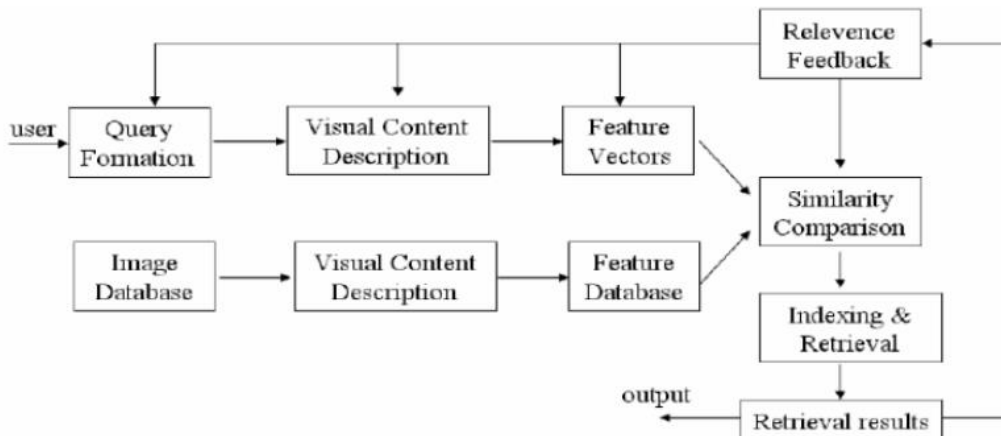 Relevence
Feedback
user
Query
Formation
Visual Content
Description
Feature
Vectors
Similarity
Comparison
Image
Database
Visual Content
Description
Feature
Database
Indexing &
Retrieval
output
Retrieval results